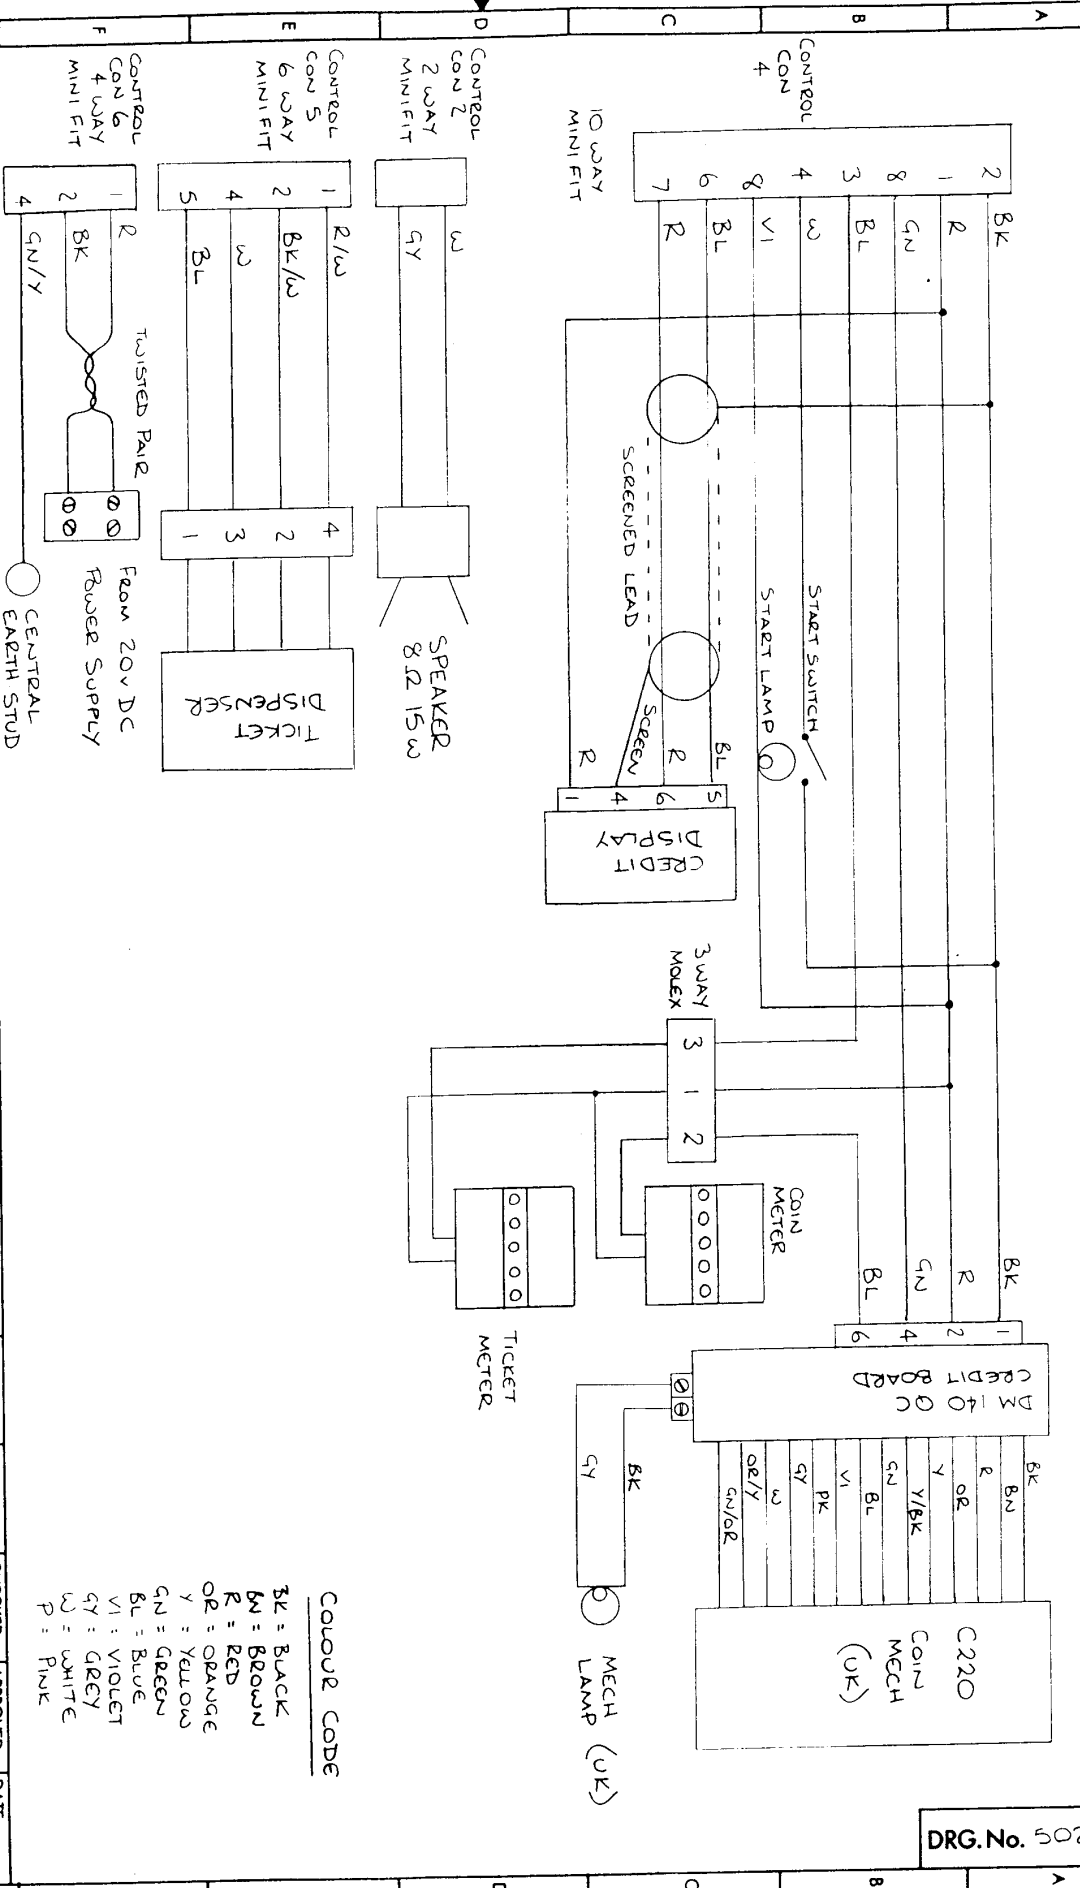 A
B
C
D
E
F
CONTROL
CON
4
10 WAY
MINIFIT
2
1
8
3
4
8
6
7
BK
R
GN
BL
W
VI
BL
R
SCREENED LEAD
START SWITCH
START LAMP
SCREEN
BL
R
R
5
6
4
1
CREDIT
DISPLAY
3 WAY
MOLEX
3
1
2
COIN
METER
TICKET
METER
BK
R
GN
BL
1
2
4
6
DM 140 QC
CREDIT BOARD
BK
BN
R
OR
Y
Y/BK
GN
BL
VI
PK
GY
W
OR/Y
GN/OR
C220
COIN
MECH
(UK)
BK
GY
MECH
LAMP (UK)
CONTROL
CON 2
2 WAY
MINIFIT
W
GY
SPEAKER
8Ω 15W
CONTROL
CON 5
6 WAY
MINIFIT
1
2
4
5
R/W
BK/W
W
BL
4
2
3
1
TICKET
DISPENSER
CONTROL
CON 6
4 WAY
MINIFIT
1
2
4
R
BK
GN/Y
TWISTED PAIR
FROM 20V DC
POWER SUPPLY
CENTRAL
EARTH STUD
COLOUR CODE
BK = BLACK
BN = BROWN
R = RED
OR = ORANGE
Y = YELLOW
GN = GREEN
BL = BLUE
VI = VIOLET
GY = GREY
W = WHITE
P = PINK
DRG. No. 502
A
B